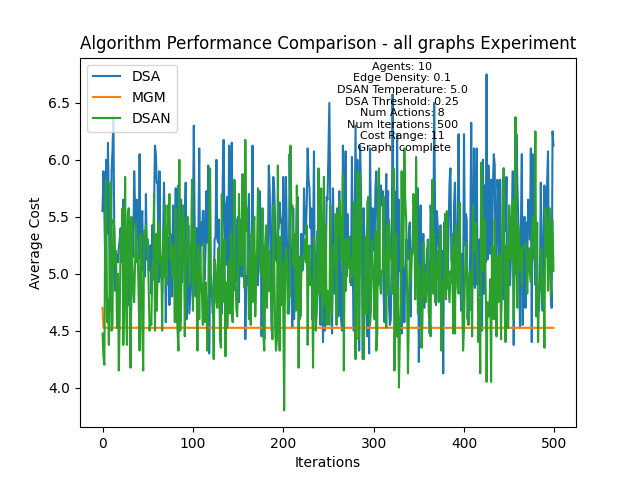 Algorithm Performance Comparison - all graphs Experiment
DSA
MGM
DSAN
Agents: 10
Edge Density: 0.1
DSAN Temperature: 5.0
DSA Threshold: 0.25
Num Actions: 8
Num Iterations: 500
Cost Range: 11
Graph: complete
Average Cost
6.5
6.0
5.5
5.0
4.5
4.0
0
100
200
300
400
500
Iterations